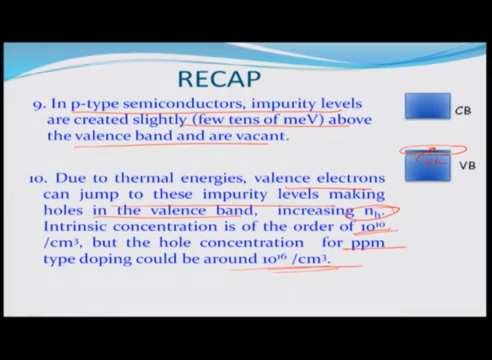 RECAP
9. In p-type semiconductors, impurity levels
are created slightly (few tens of meV) above
the valence band and are vacant.
CB
VB
10. Due to thermal energies, valence electrons
can jump to these impurity levels making
holes in the valence band, increasing nₕ.
Intrinsic concentration is of the order of 10¹⁰
/cm³, but the hole concentration for ppm
type doping could be around 10¹⁶ /cm³.